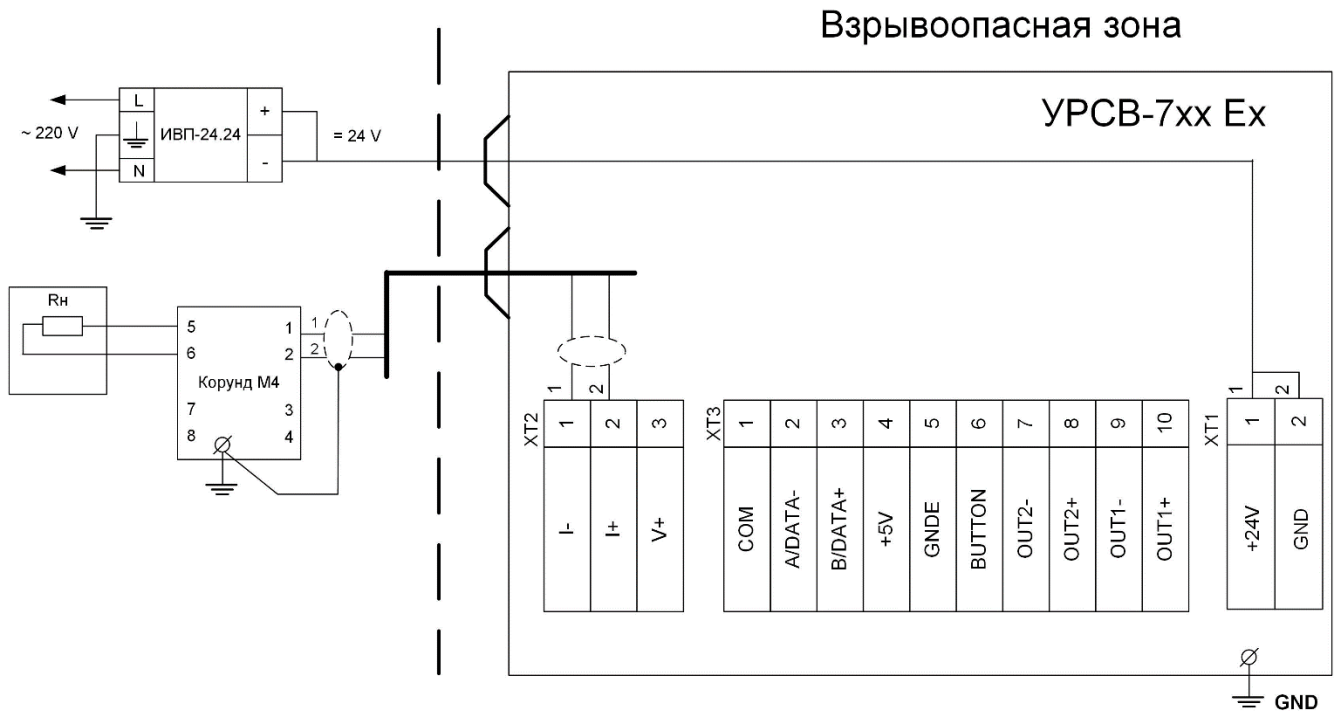 Взрывоопасная зона
УРСВ-7хх Ех
L
ИВП-24.24
+
~ 220 V
= 24 V
N
-
Rн
5
1
1
6
2
2
Корунд М4
7
3
8
4
1
2
1
2
XT2
1
2
3
XT3
1
2
3
4
5
6
7
8
9
10
XT1
1
2
I-
I+
V+
COM
A/DATA-
B/DATA+
+5V
GNDE
BUTTON
OUT2-
OUT2+
OUT1-
OUT1+
+24V
GND
GND